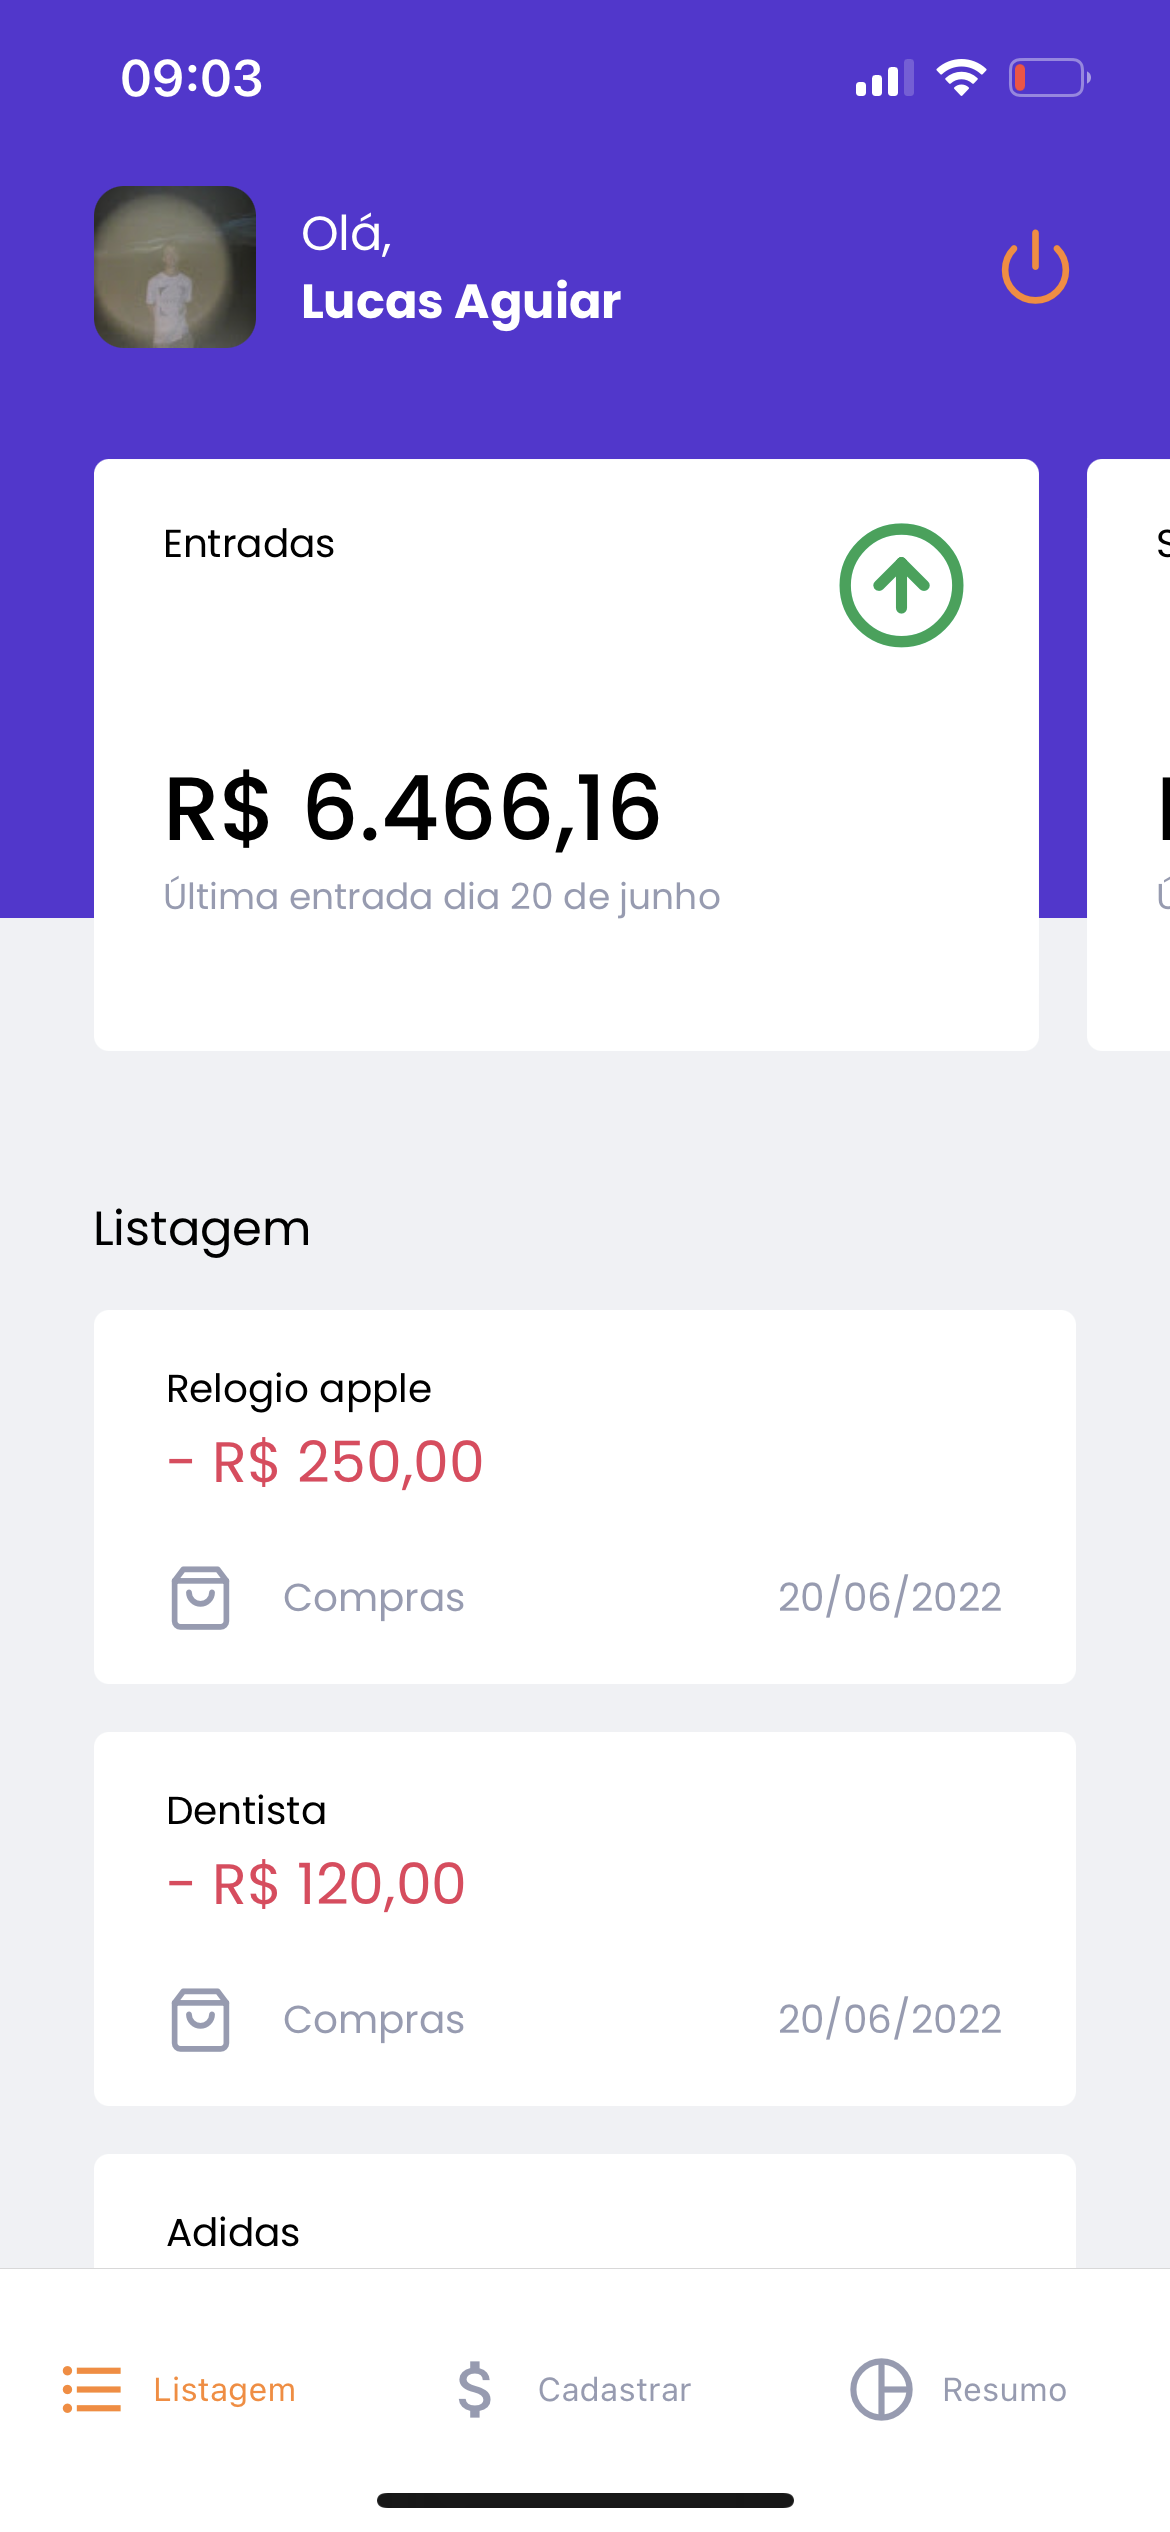 09:03
Olá,
Lucas Aguiar
Entradas
R$ 6.466,16
Última entrada dia 20 de junho
Listagem
Relogio apple
- R$ 250,00
Compras 20/06/2022
Dentista
- R$ 120,00
Compras 20/06/2022
Adidas
Listagem Cadastrar Resumo